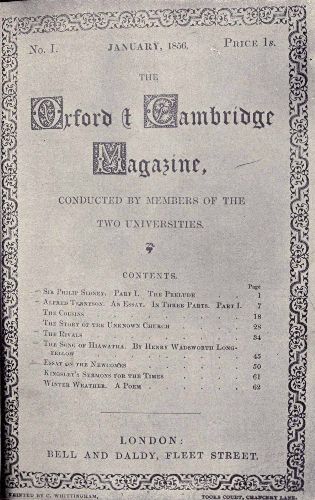 No. I. JANUARY, 1856. PRICE 1s.
THE
Oxford & Cambridge
Magazine,
CONDUCTED BY MEMBERS OF THE
TWO UNIVERSITIES.
CONTENTS.
Page
SIR PHILIP SIDNEY. PART I. THE PRELUDE 1
ALFRED TENNYSON. AN ESSAY. IN THREE PARTS. PART I. 7
THE COUSINS 18
THE STORY OF THE UNKNOWN CHURCH 28
THE RIVALS 34
THE SONG OF HIAWATHA. BY HENRY WADSWORTH LONG-
FELLOW 45
ESSAY ON THE NEWCOMES 50
KINGSLEY'S SERMONS FOR THE TIMES 61
WINTER WEATHER. A POEM 62
LONDON:
BELL AND DALDY, FLEET STREET.
PRINTED BY C. WHITTINGHAM, TOOKS COURT, CHANCERY LANE.